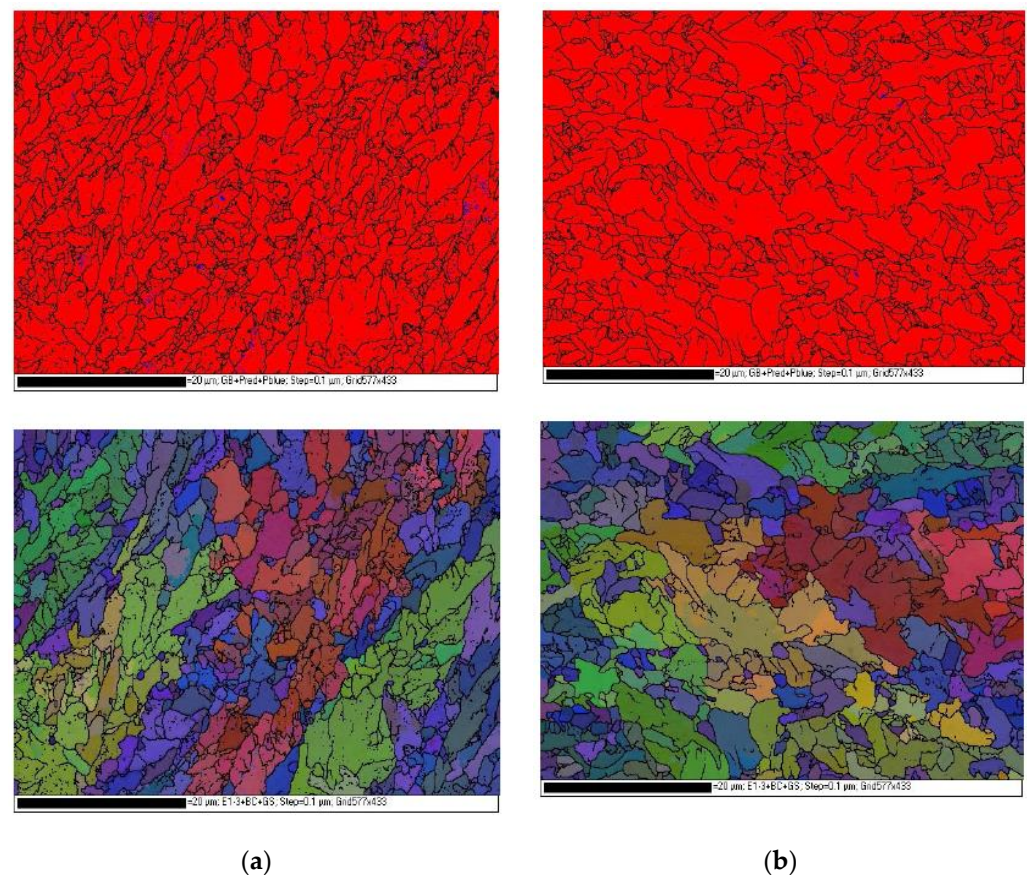 =20 µm; GB+Pred+Pblue; Step=0.1 µm; Grid577x433
=20 µm; GB+Pred+Pblue; Step=0.1 µm; Grid577x433
=20 µm; E1-3+BC+GS; Step=0.1 µm; Grid577x433
=20 µm; E1-3+BC+GS; Step=0.1 µm; Grid577x433
(a)
(b)